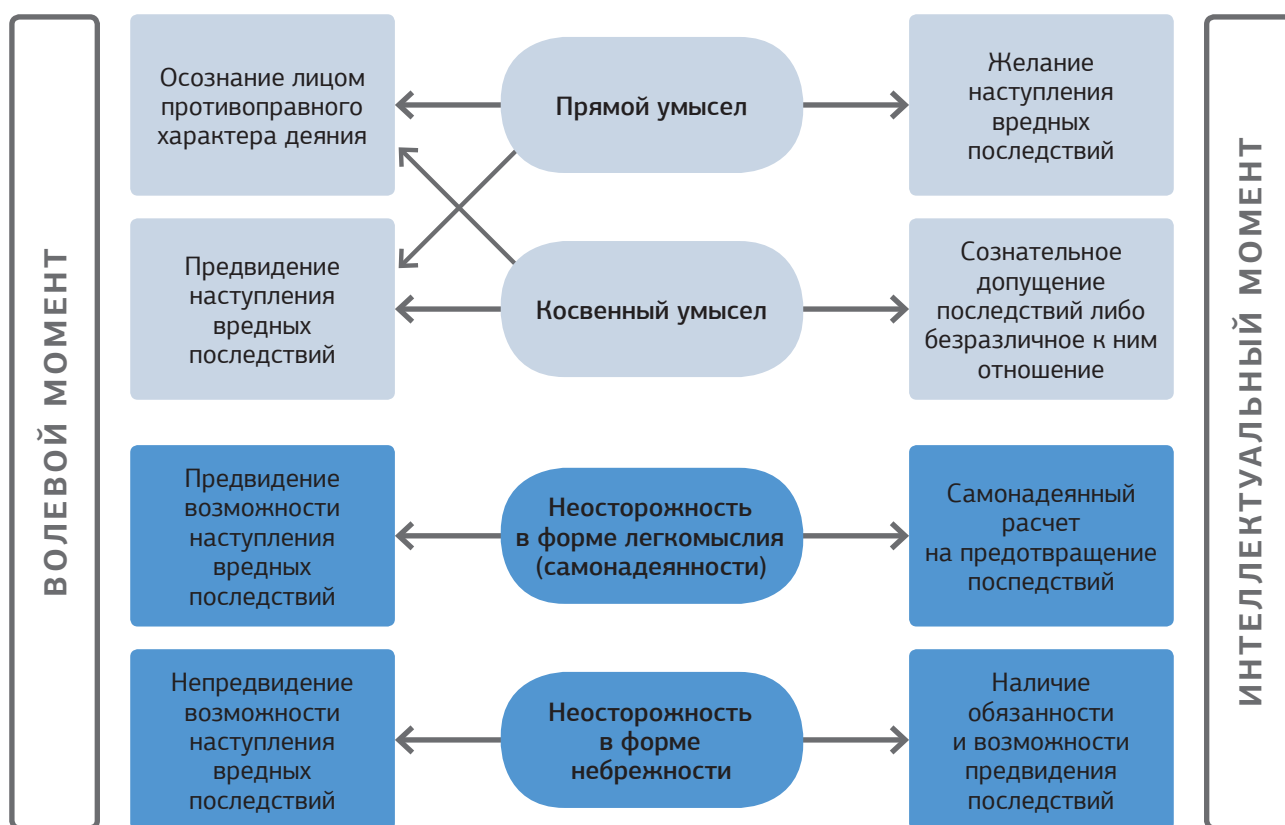 ВОЛЕВОЙ МОМЕНТ
Осознание лицом
противоправного
характера деяния
Прямой умысел
Желание
наступления
вредных
последствий
Предвидение
наступления
вредных
последствий
Косвенный умысел
Сознательное
допущение
последствий либо
безразличное к ним
отношение
Предвидение
возможности
наступления
вредных
последствий
Неосторожность
в форме легкомыслия
(самонадеянности)
Самонадеянный
расчет
на предотвращение
поспедствий
Непредвидение
возможности
наступления
вредных
последствий
Неосторожность
в форме
небрежности
Наличие
обязанности
и возможности
предвидения
последствий
ИНТЕЛЛЕКТУАЛЬНЫЙ МОМЕНТ